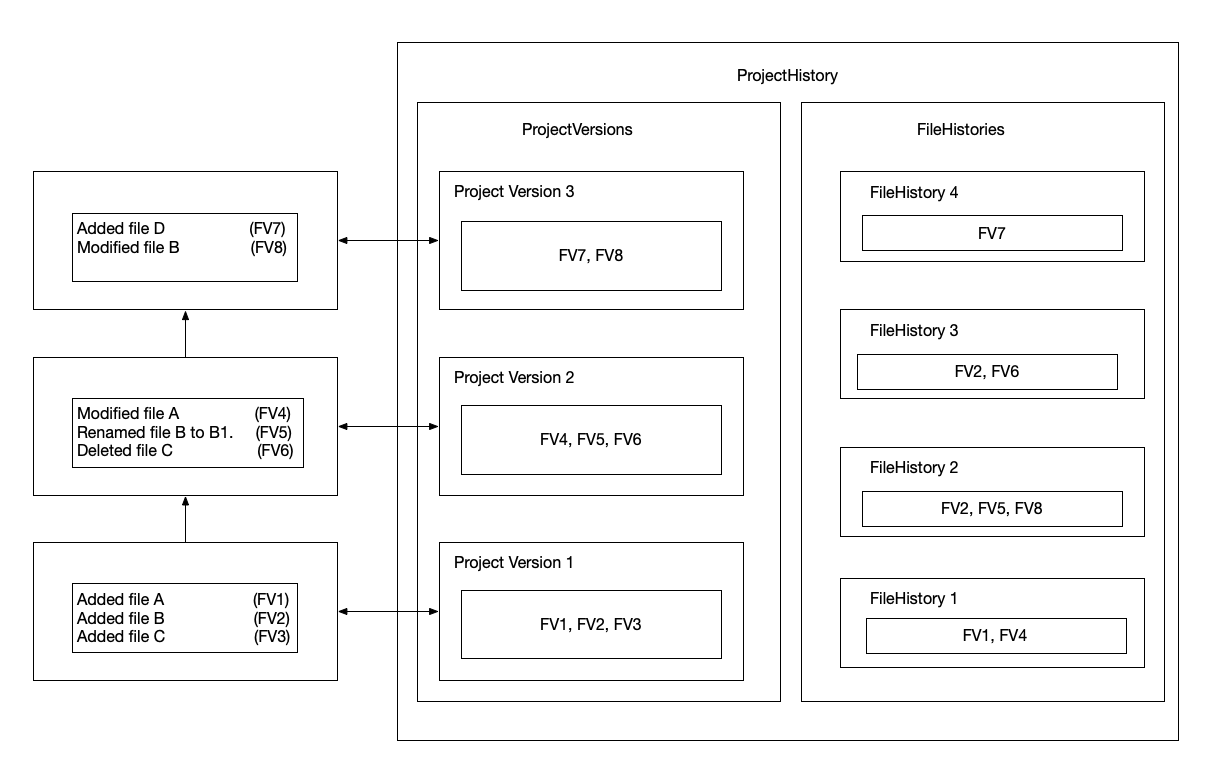 ProjectHistory
ProjectVersions
FileHistories
Added file D (FV7)
Modified file B (FV8)
Project Version 3
FV7, FV8
FileHistory 4
FV7
Modified file A (FV4)
Renamed file B to B1. (FV5)
Deleted file C (FV6)
Project Version 2
FV4, FV5, FV6
FileHistory 3
FV2, FV6
FileHistory 2
FV2, FV5, FV8
Added file A (FV1)
Added file B (FV2)
Added file C (FV3)
Project Version 1
FV1, FV2, FV3
FileHistory 1
FV1, FV4